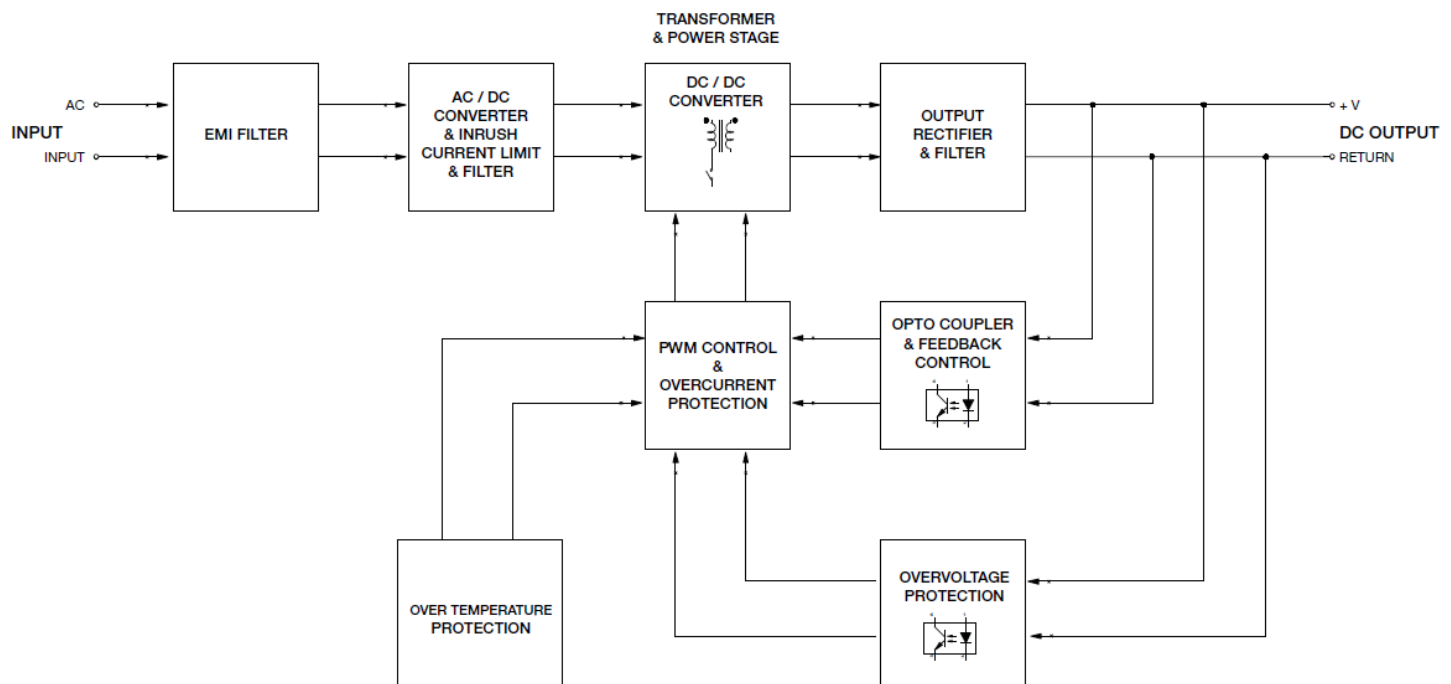 TRANSFORMER
& POWER STAGE
INPUT
AC
INPUT
EMI FILTER
AC / DC
CONVERTER
& INRUSH
CURRENT LIMIT
& FILTER
DC / DC
CONVERTER
OUTPUT
RECTIFIER
& FILTER
+ V
DC OUTPUT
RETURN
PWM CONTROL
&
OVERCURRENT
PROTECTION
OPTO COUPLER
& FEEDBACK
CONTROL
OVER TEMPERATURE
PROTECTION
OVERVOLTAGE
PROTECTION